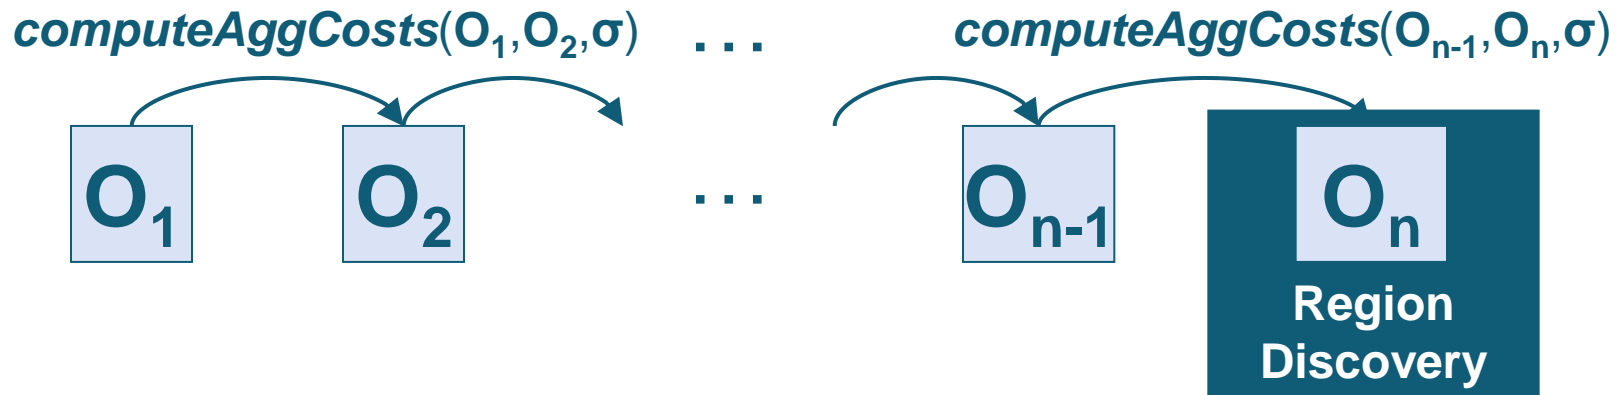 computeAggCosts(O1,O2,σ) ... computeAggCosts(On-1,On,σ)
O1 O2 ... On-1 On
Region
Discovery